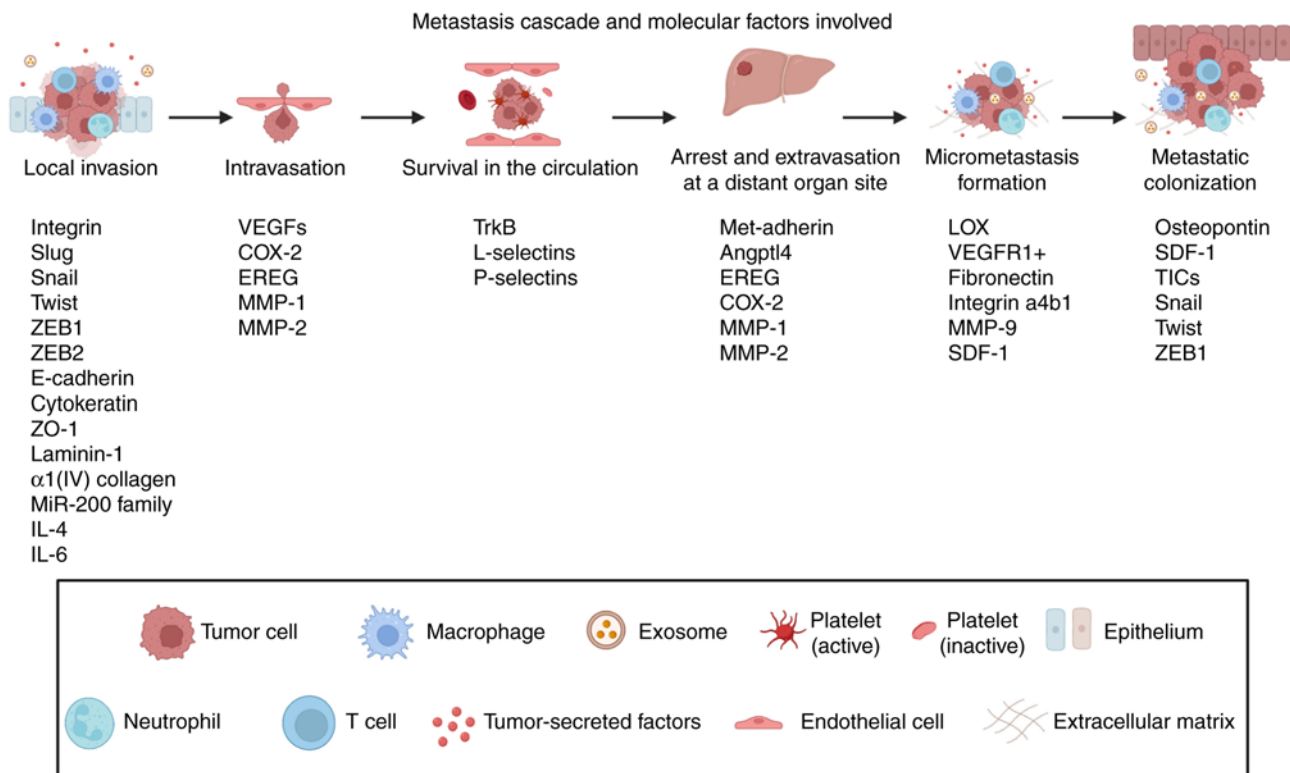 Metastasis cascade and molecular factors involved
Local invasion
Intravasation
Survival in the circulation
Arrest and extravasation
at a distant organ site
Micrometastasis
formation
Metastatic
colonization
Integrin
Slug
Snail
Twist
ZEB1
ZEB2
E-cadherin
Cytokeratin
ZO-1
Laminin-1
α1(IV) collagen
MiR-200 family
IL-4
IL-6
VEGFs
COX-2
EREG
MMP-1
MMP-2
TrkB
L-selectins
P-selectins
Met-adherin
Angptl4
EREG
COX-2
MMP-1
MMP-2
LOX
VEGFR1+
Fibronectin
Integrin a4b1
MMP-9
SDF-1
Osteopontin
SDF-1
TICs
Snail
Twist
ZEB1
Tumor cell
Macrophage
Exosome
Platelet
(active)
Platelet
(inactive)
Epithelium
Neutrophil
T cell
Tumor-secreted factors
Endothelial cell
Extracellular matrix